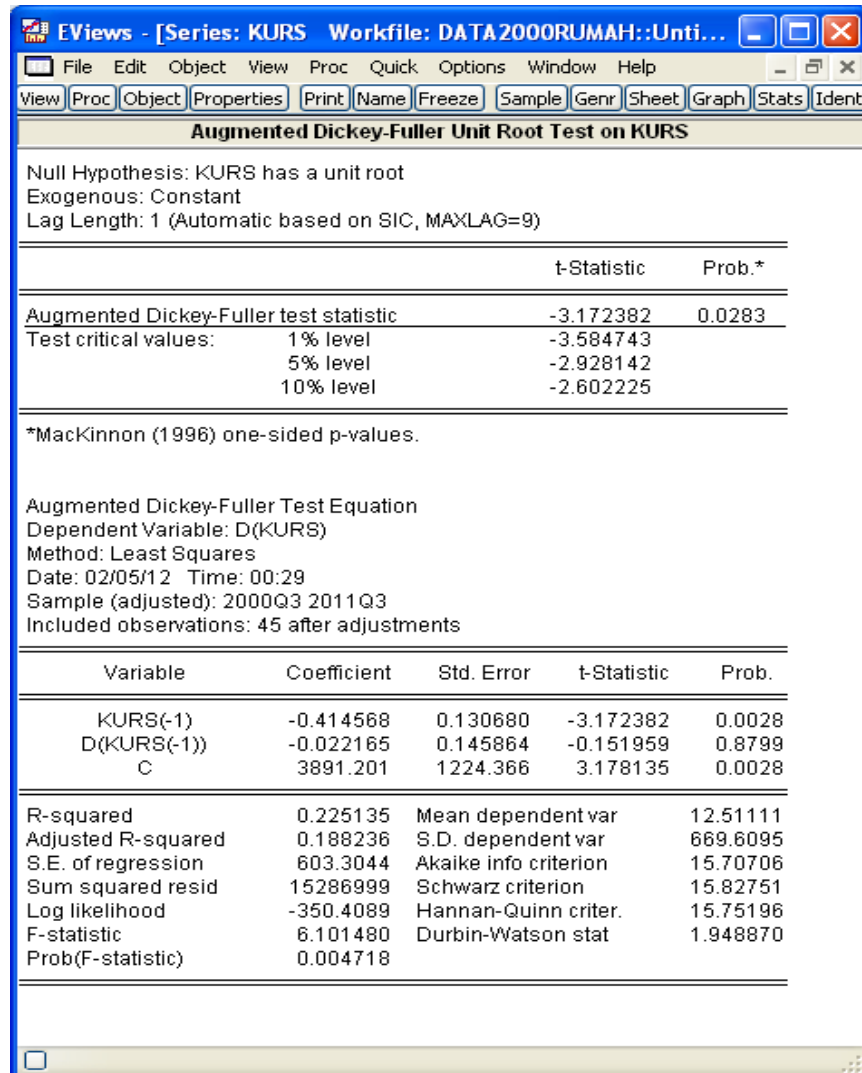 EViews - [Series: KURS Workfile: DATA2000RUMAH::Unti...
File Edit Object View Proc Quick Options Window Help
View Proc Object Properties Print Name Freeze Sample Genr Sheet Graph Stats Ident
Augmented Dickey-Fuller Unit Root Test on KURS
Null Hypothesis: KURS has a unit root
Exogenous: Constant
Lag Length: 1 (Automatic based on SIC, MAXLAG=9)
t-Statistic Prob.*
Augmented Dickey-Fuller test statistic -3.172382 0.0283
Test critical values: 1% level -3.584743
5% level -2.928142
10% level -2.602225
*MacKinnon (1996) one-sided p-values.
Augmented Dickey-Fuller Test Equation
Dependent Variable: D(KURS)
Method: Least Squares
Date: 02/05/12 Time: 00:29
Sample (adjusted): 2000Q3 2011Q3
Included observations: 45 after adjustments
Variable Coefficient Std. Error t-Statistic Prob.
KURS(-1) -0.414568 0.130680 -3.172382 0.0028
D(KURS(-1)) -0.022165 0.145864 -0.151959 0.8799
C 3891.201 1224.366 3.178135 0.0028
R-squared 0.225135 Mean dependent var 12.51111
Adjusted R-squared 0.188236 S.D. dependent var 669.6095
S.E. of regression 603.3044 Akaike info criterion 15.70706
Sum squared resid 15286999 Schwarz criterion 15.82751
Log likelihood -350.4089 Hannan-Quinn criter. 15.75196
F-statistic 6.101480 Durbin-Watson stat 1.948870
Prob(F-statistic) 0.004718